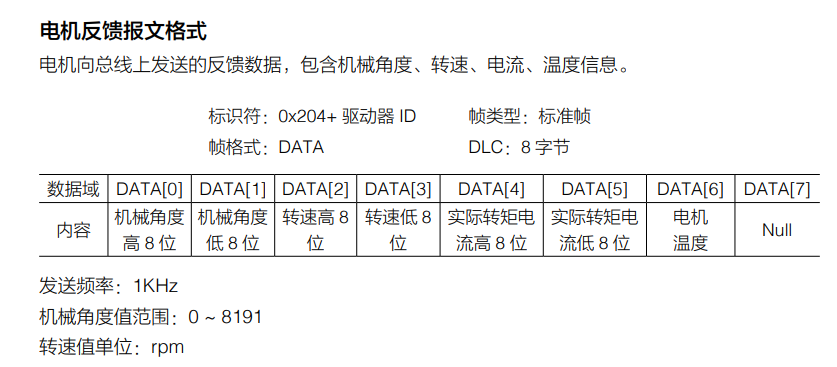 电机反馈报文格式
电机向总线上发送的反馈数据，包含机械角度、转速、电流、温度信息。
标识符：0x204+ 驱动器 ID 帧类型：标准帧
帧格式：DATA DLC：8 字节
数据域 DATA[0] DATA[1] DATA[2] DATA[3] DATA[4] DATA[5] DATA[6] DATA[7]
内容 机械角度高 8 位 机械角度低 8 位 转速高 8 位 转速低 8 位 实际转矩电流高 8 位 实际转矩电流低 8 位 电机温度 Null
发送频率：1KHz
机械角度值范围：0 ~ 8191
转速值单位：rpm